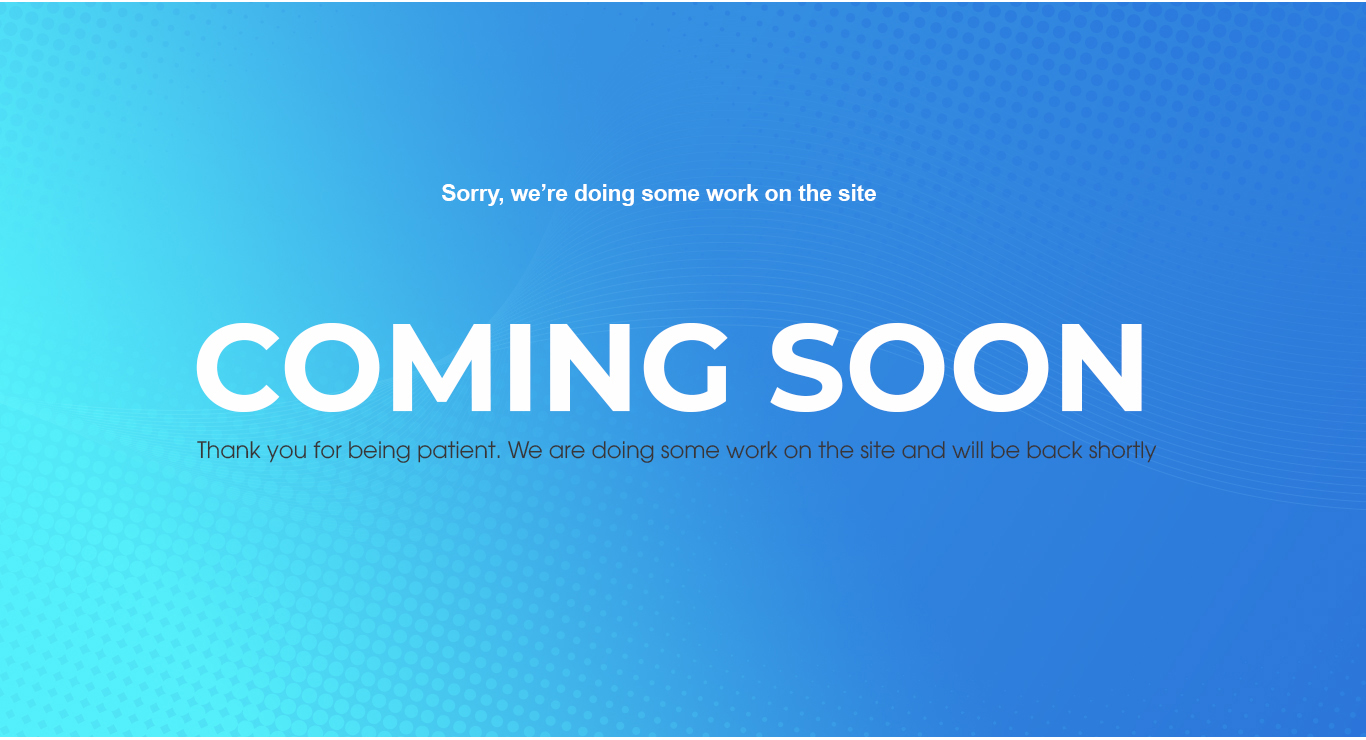 Sorry, we’re doing some work on the site
COMING SOON
Thank you for being patient. We are doing some work on the site and will be back shortly